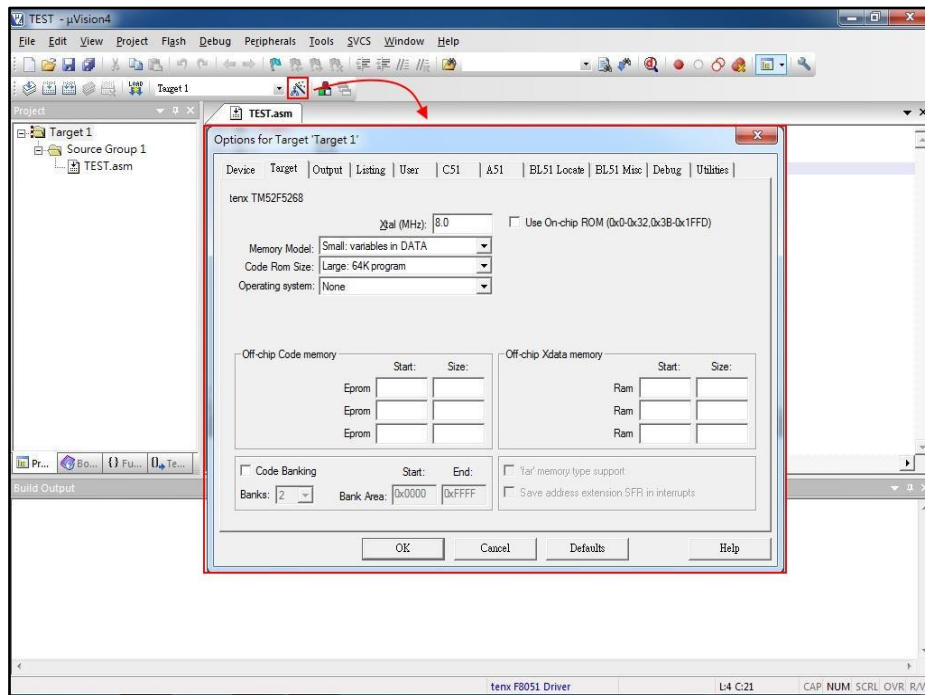 TEST - µVision4
File Edit View Project Flash Debug Peripherals Tools SVCS Window Help
LOAD Target 1
Project
TEST.asm
Target 1
Source Group 1
TEST.asm
Options for Target 'Target 1'
Device Target Output Listing User C51 A51 BL51 Locate BL51 Misc Debug Utilities
tenx TM52F5268
Xtal (MHz): 8.0 Use On-chip ROM (0x0-0x32,0x3B-0x1FFD)
Memory Model: Small: variables in DATA
Code Rom Size: Large: 64K program
Operating system: None
Off-chip Code memory
Start: Size:
Eprom
Eprom
Eprom
Off-chip Xdata memory
Start: Size:
Ram
Ram
Ram
Code Banking Start: End:
Banks: 2 Bank Area: 0x0000 0xFFFF
'far' memory type support
Save address extension SFR in interrupts
OK Cancel Defaults Help
Pr... Bo... {} Fu... 0 Te...
Build Output
tenx F8051 Driver L:4 C:21 CAP NUM SCRL OVR R/W